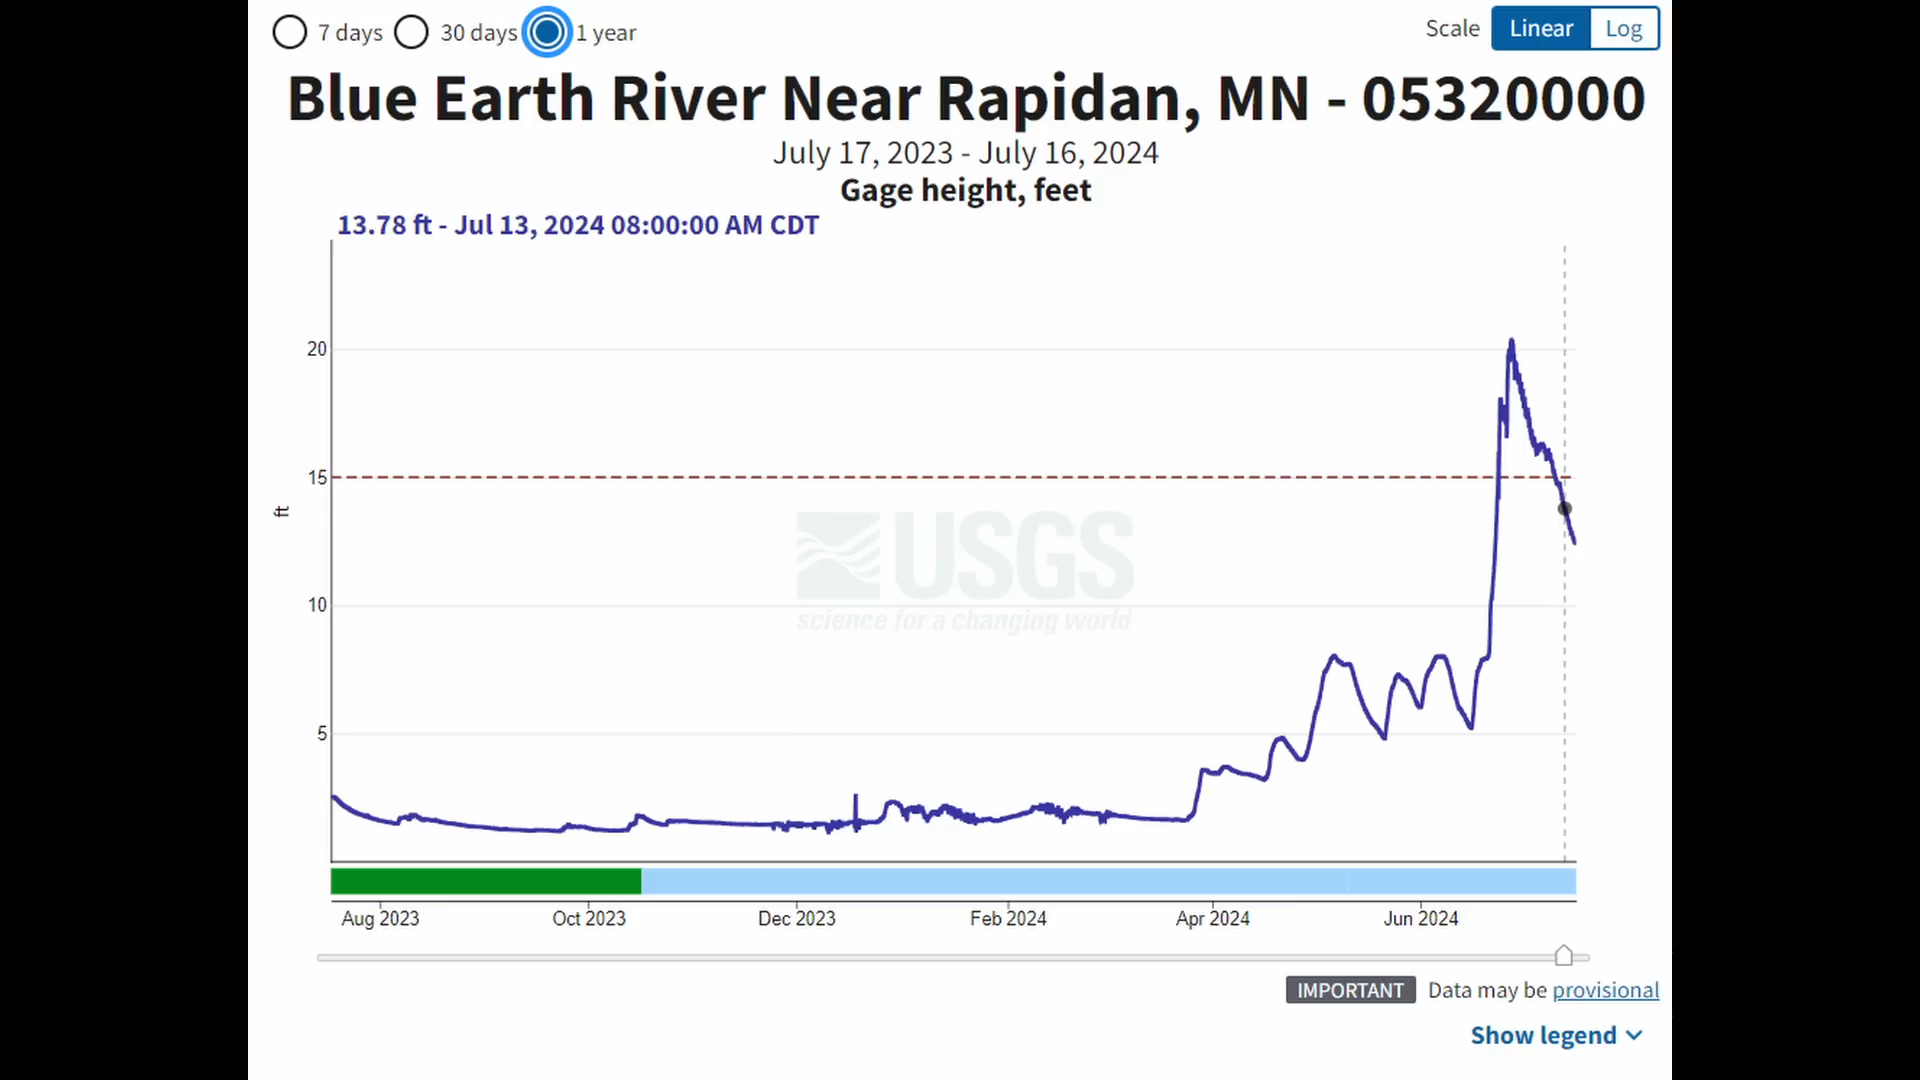 7 days 30 days 1 year Scale Linear Log
Blue Earth River Near Rapidan, MN - 05320000
July 17, 2023 - July 16, 2024
Gage height, feet
13.78 ft - Jul 13, 2024 08:00:00 AM CDT
20
15
ft
USGS
science for a changing world
10
5
Aug 2023 Oct 2023 Dec 2023 Feb 2024 Apr 2024 Jun 2024
IMPORTANT Data may be provisional
Show legend